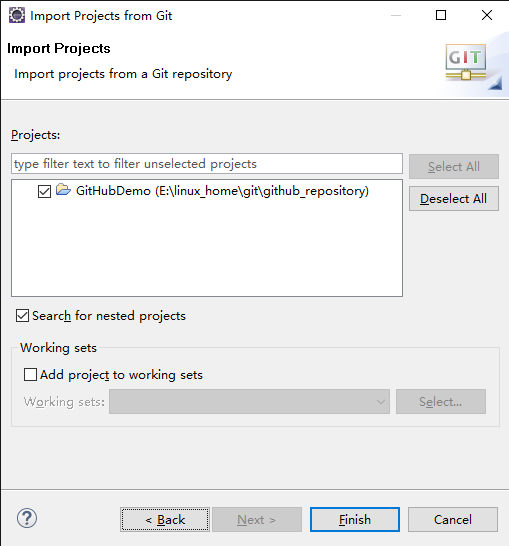 Import Projects from Git
Import Projects
Import projects from a Git repository
GIT
Projects:
type filter text to filter unselected projects
Select All
GitHubDemo (E:\linux_home\git\github_repository)
Deselect All
Search for nested projects
Working sets
Add project to working sets
Working sets:
Select...
?
< Back
Next >
Finish
Cancel